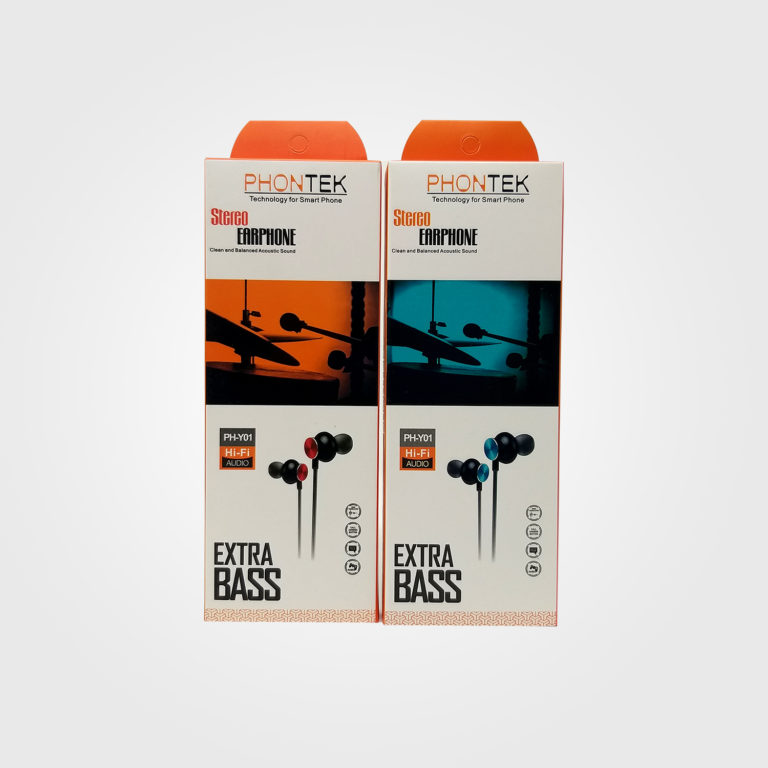 PHONTEK
Technology for Smart Phone
Stereo
EARPHONE
Clean and Balanced Acoustic Sound
PH-Y01
Hi-Fi
AUDIO
EXTRA
BASS
PHONTEK
Technology for Smart Phone
Stereo
EARPHONE
Clean and Balanced Acoustic Sound
PH-Y01
Hi-Fi
AUDIO
EXTRA
BASS